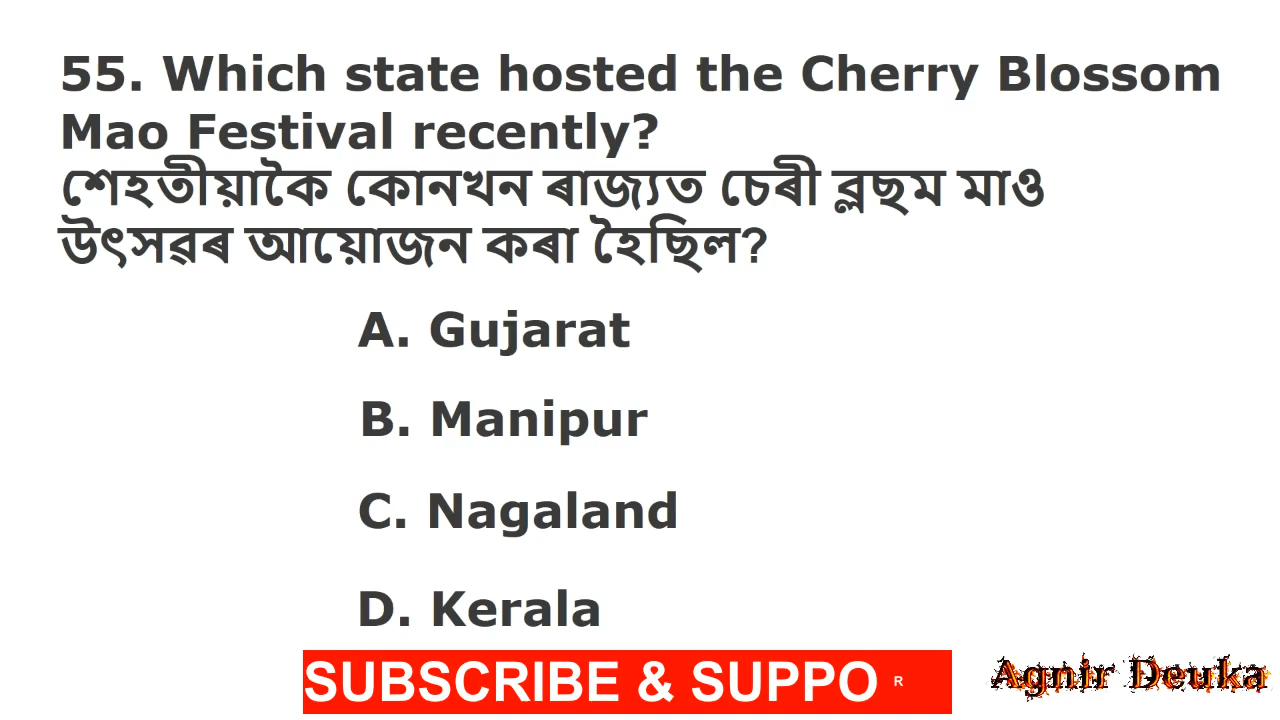 55. Which state hosted the Cherry Blossom
Mao Festival recently?
শেহতীয়াকৈ কোনখন ৰাজ্যত চেৰী ব্লছম মাও
উৎসৱৰ আয়োজন কৰা হৈছিল?
A. Gujarat
B. Manipur
C. Nagaland
D. Kerala
SUBSCRIBE & SUPPO R
Agnir Deuka